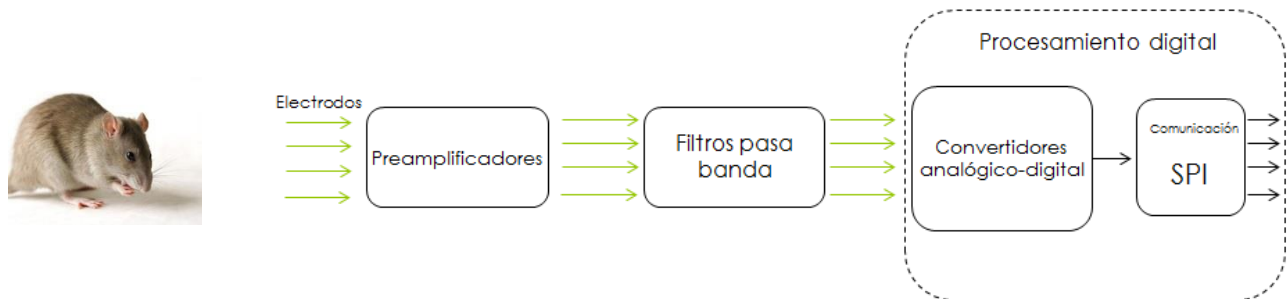 Procesamiento digital
Electrodos
Preamplificadores
Filtros pasa
banda
Convertidores
analógico-digital
Comunicación
SPI